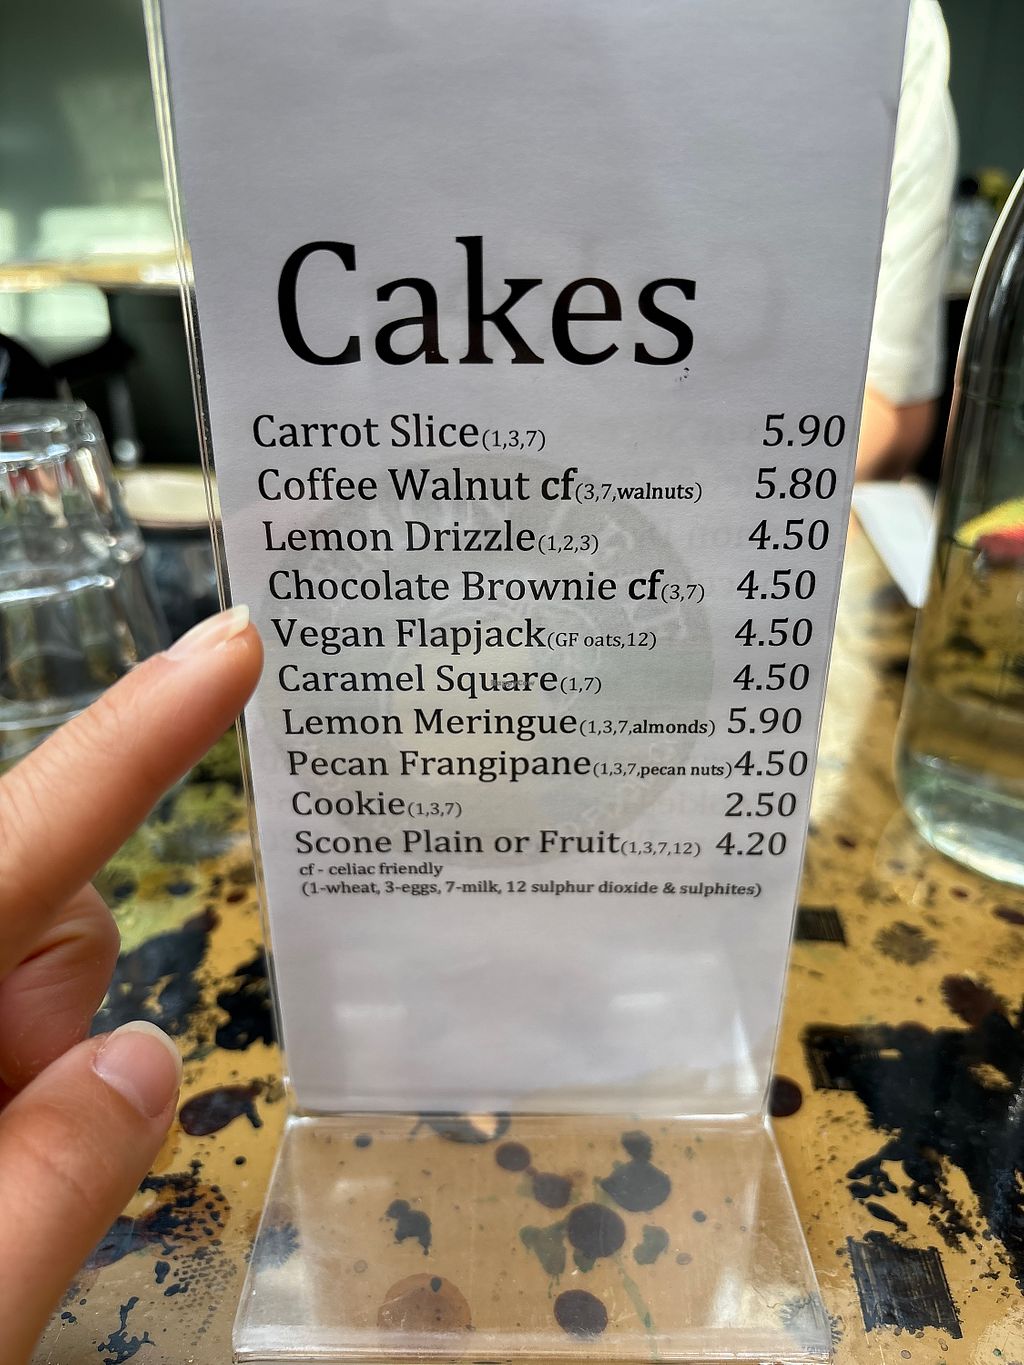 Cakes
Carrot Slice(1,3,7) 5.90
Coffee Walnut cf(3,7,walnuts) 5.80
Lemon Drizzle(1,2,3) 4.50
Chocolate Brownie cf(3,7) 4.50
Vegan Flapjack(GF oats,12) 4.50
Caramel Square(1,7) 4.50
Lemon Meringue(1,3,7,almonds) 5.90
Pecan Frangipane(1,3,7,pecan nuts) 4.50
Cookie(1,3,7) 2.50
Scone Plain or Fruit(1,3,7,12) 4.20
cf - celiac friendly
(1-wheat, 3-eggs, 7-milk, 12 sulphur dioxide & sulphites)